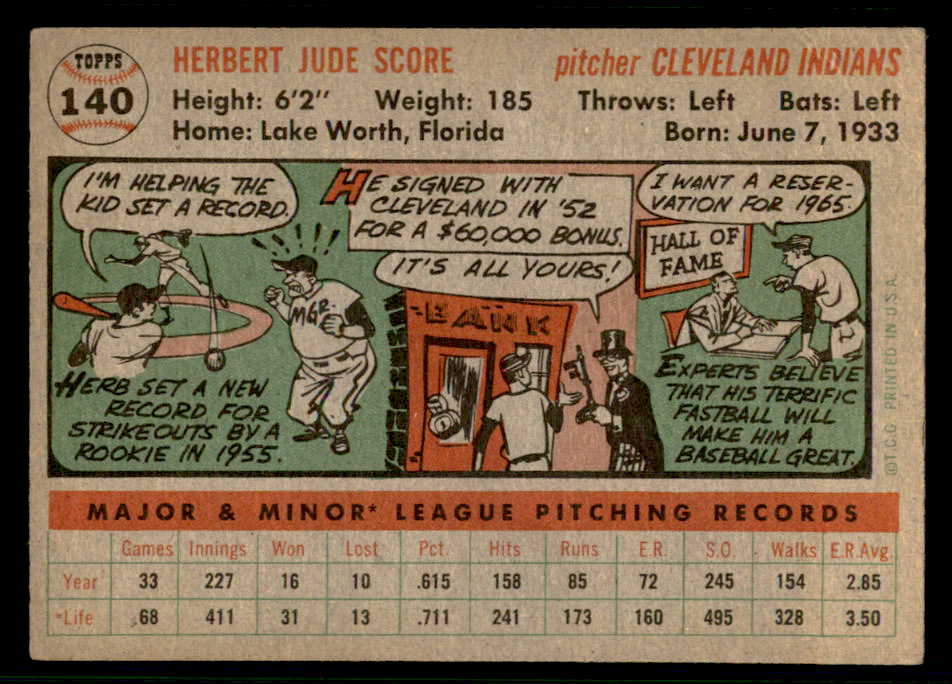 TOPPS
140
HERBERT JUDE SCORE
pitcher CLEVELAND INDIANS
Height: 6'2" Weight: 185 Throws: Left Bats: Left
Home: Lake Worth, Florida Born: June 7, 1933
I'M HELPING THE
KID SET A RECORD.
MGR.
HERB SET A NEW
RECORD FOR
STRIKEOUTS BY A
ROOKIE IN 1955.
HE SIGNED WITH
CLEVELAND IN '52
FOR A $60,000 BONUS.
IT'S ALL YOURS!
BANK
I WANT A RESER-
VATION FOR 1965.
HALL OF
FAME
EXPERTS BELIEVE
THAT HIS TERRIFIC
FASTBALL WILL
MAKE HIM A
BASEBALL GREAT.
©T.C.G. PRINTED IN U.S.A.
MAJOR & MINOR* LEAGUE PITCHING RECORDS
Games Innings Won Lost Pct. Hits Runs E.R. S.O. Walks E.R.Avg.
Year 33 227 16 10 .615 158 85 72 245 154 2.85
*Life 68 411 31 13 .711 241 173 160 495 328 3.50